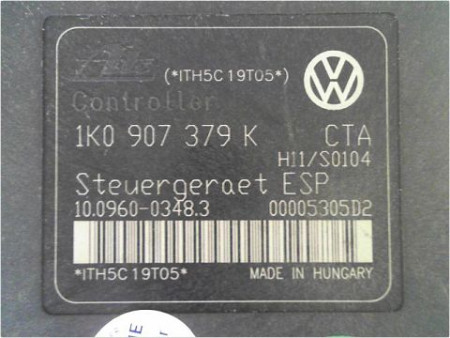 ATE (*ITH5C19T05*)
Controller
1K0 907 379 K CTA
HI1/S0104
Steuergeraet ESP
10.0960-0348.3 00005305D2
*ITH5C19T05* MADE IN HUNGARY